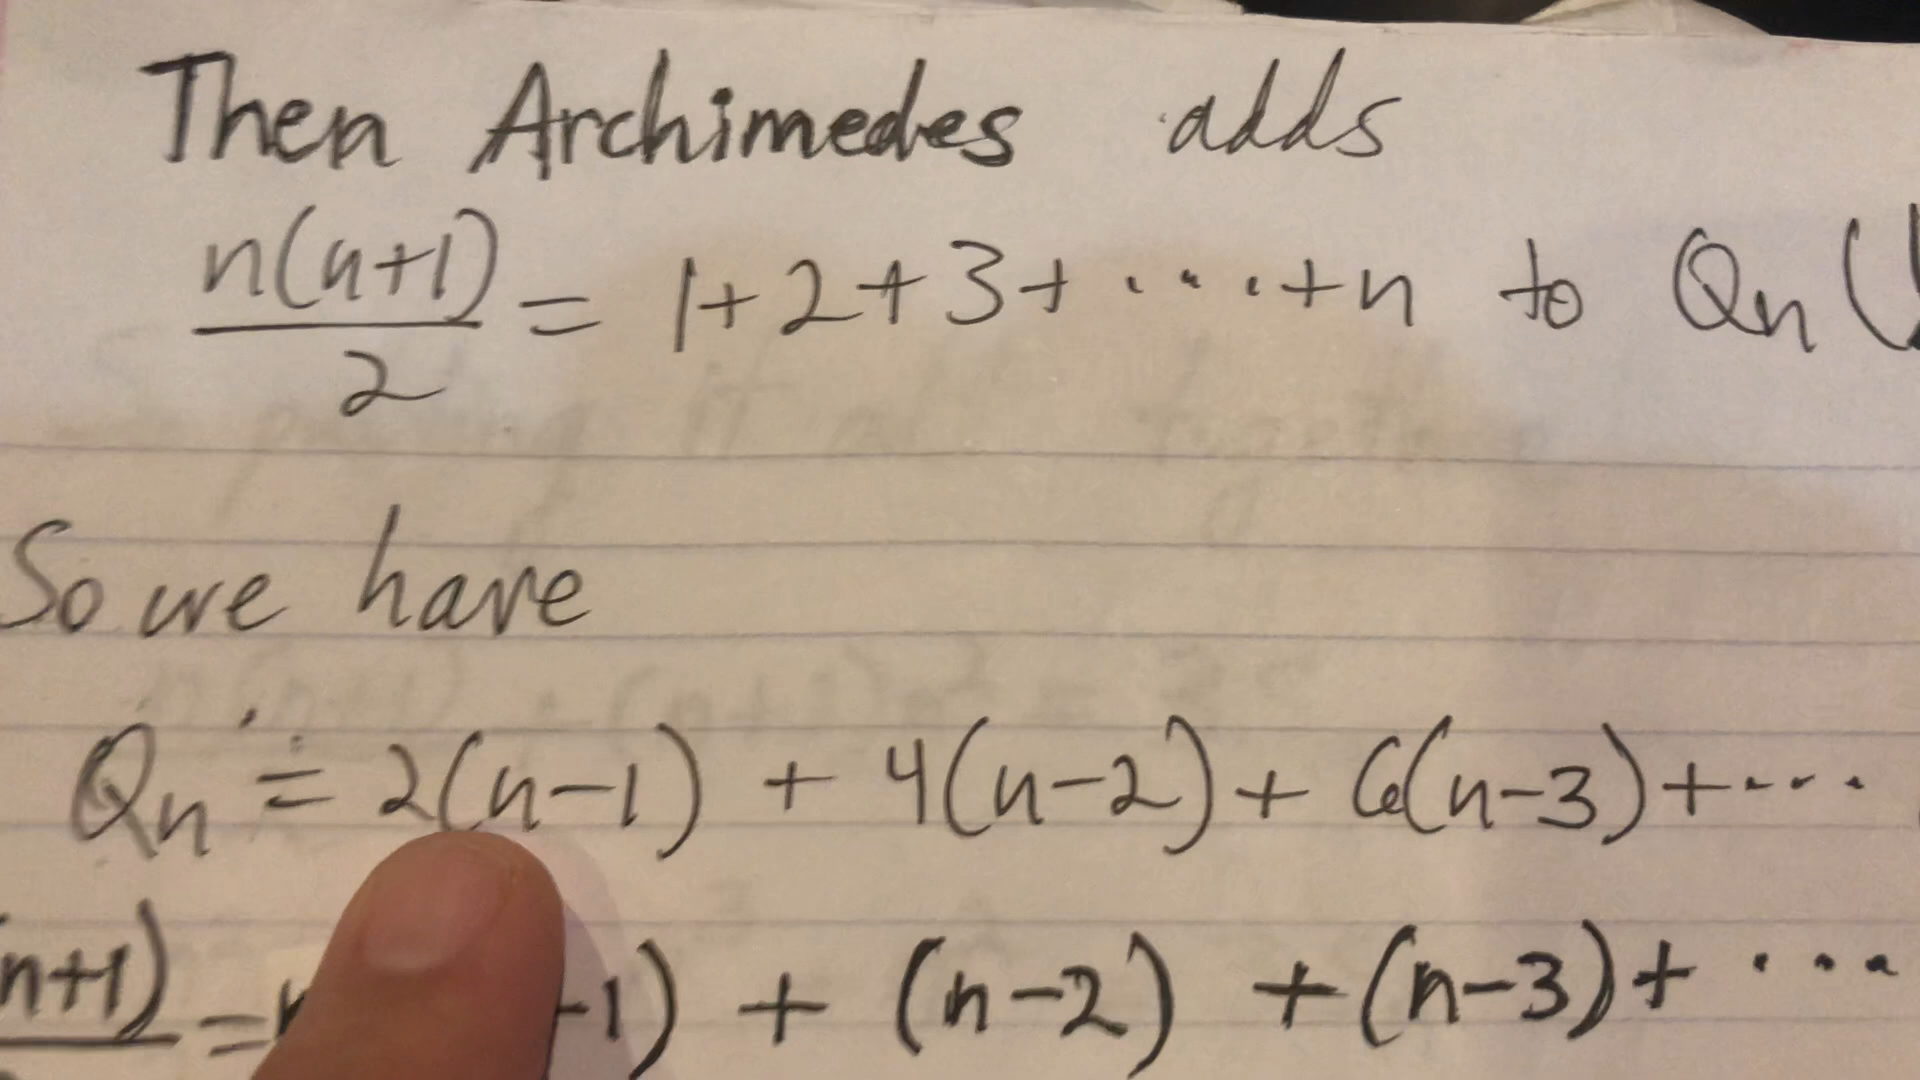 Then Archimedes adds
n(n+1)/2 = 1+2+3+ ... +n to Qn (
So we have
Qn = 2(n-1) + 4(n-2) + 6(n-3) + ...
n+1) = -1) + (n-2) + (n-3) + ...